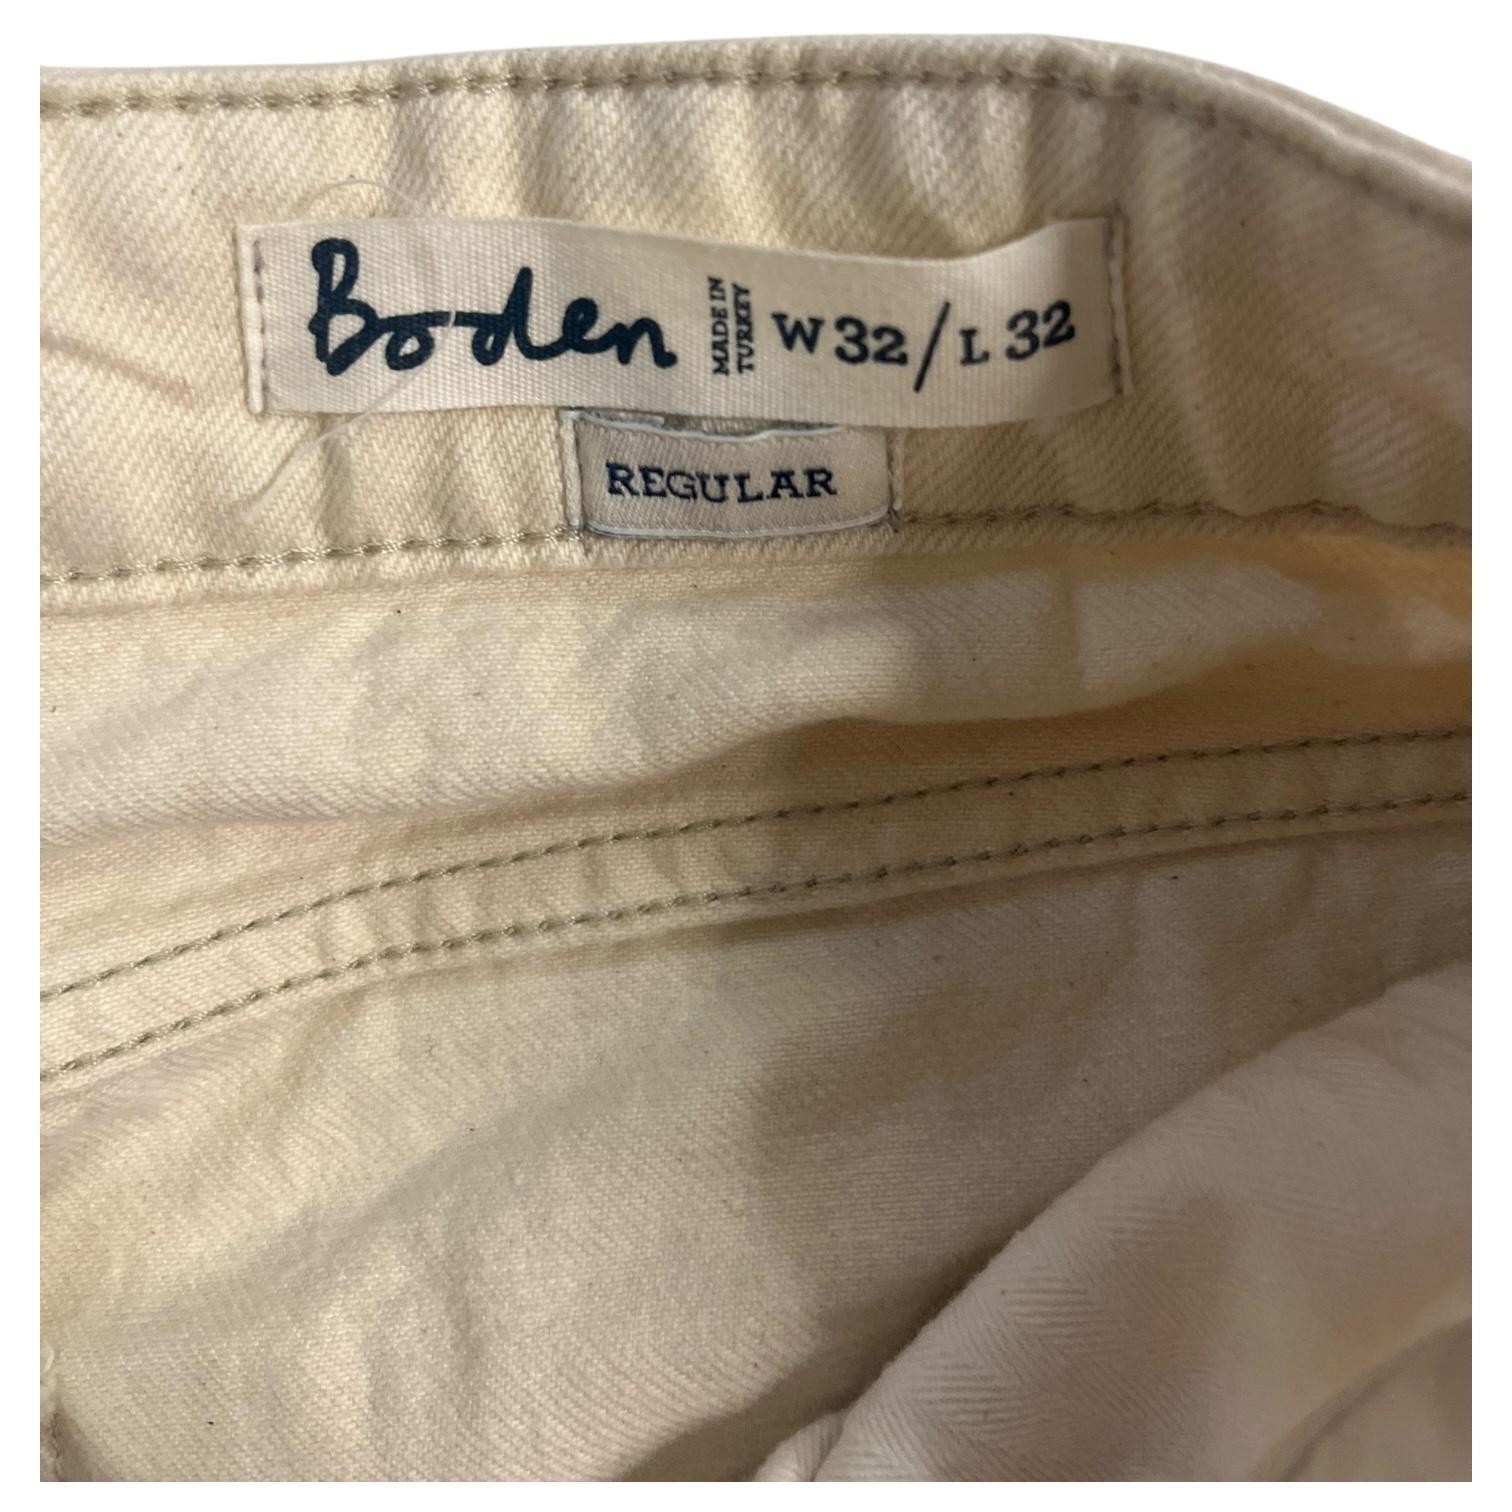 Boden MADE IN TURKEY W32/L32
REGULAR